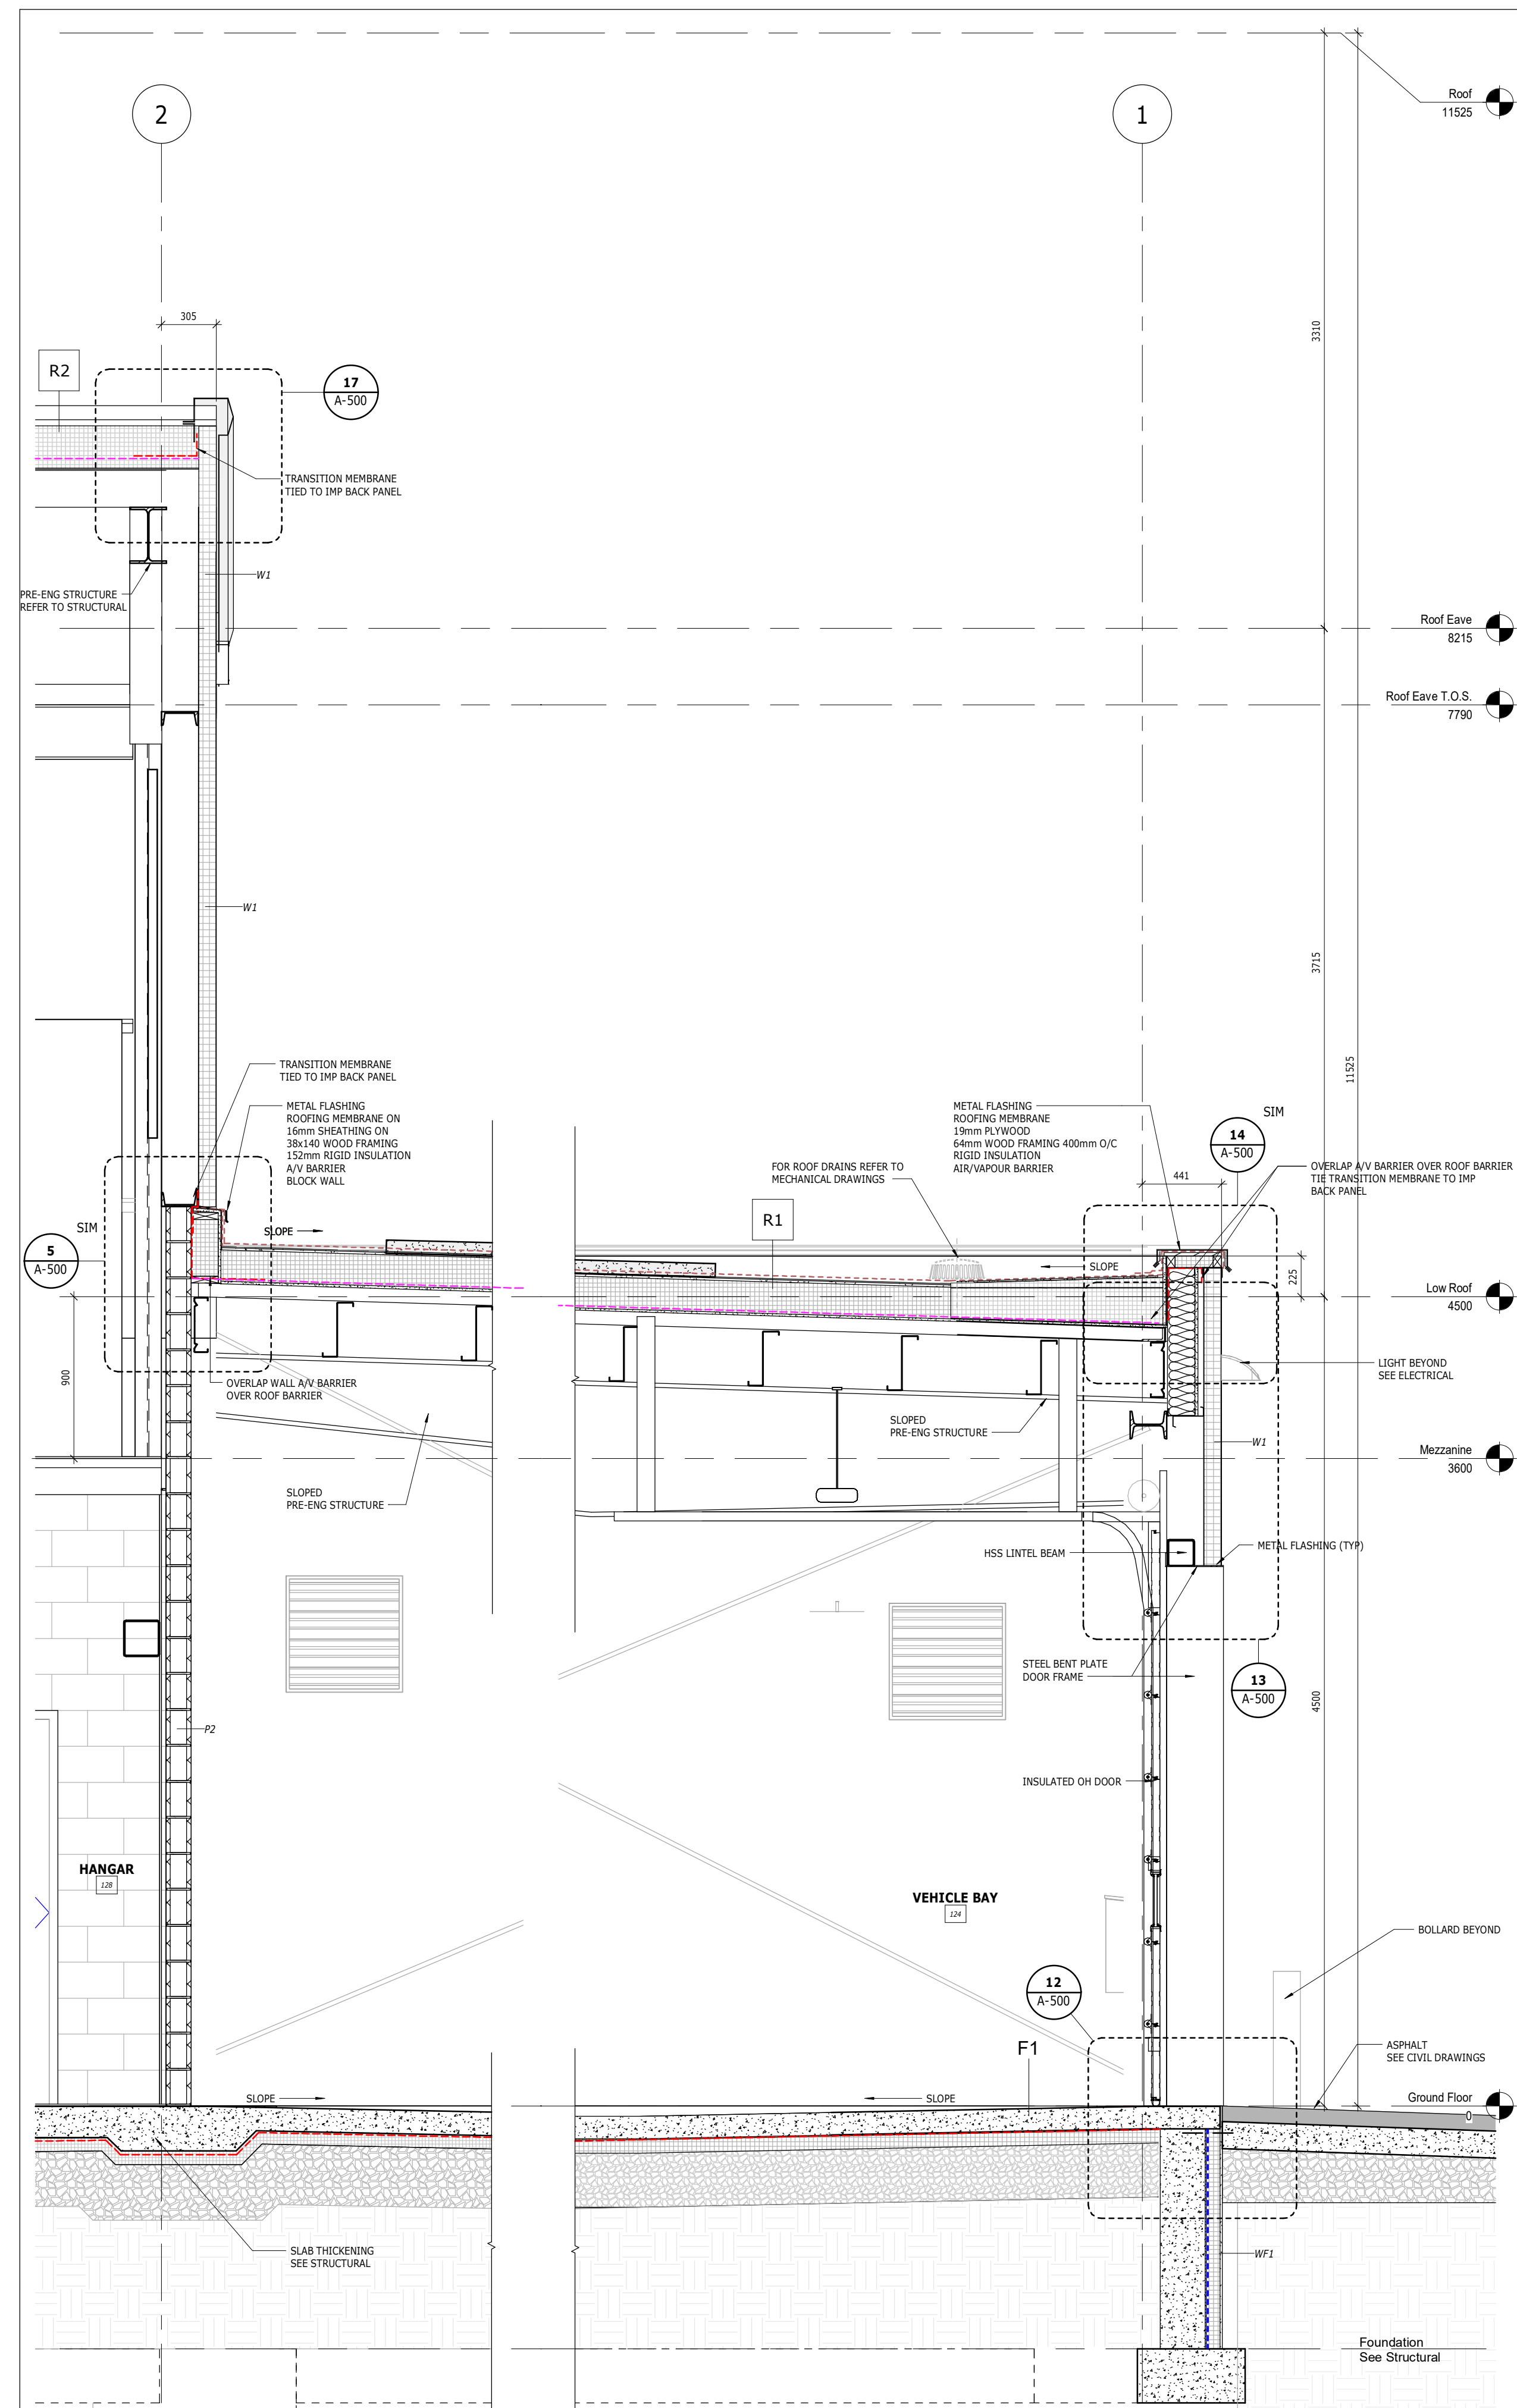 Roof
11525
2
1
305
3310
R2
17
A-500
TRANSITION MEMBRANE
TIED TO IMP BACK PANEL
W1
PRE-ENG STRUCTURE
REFER TO STRUCTURAL
Roof Eave
8215
Roof Eave T.O.S.
7790
W1
3715
11525
TRANSITION MEMBRANE
TIED TO IMP BACK PANEL
METAL FLASHING
ROOFING MEMBRANE ON
16mm SHEATHING ON
38x140 WOOD FRAMING
152mm RIGID INSULATION
A/V BARRIER
BLOCK WALL
METAL FLASHING
ROOFING MEMBRANE
19mm PLYWOOD
64mm WOOD FRAMING 400mm O/C
RIGID INSULATION
AIR/VAPOUR BARRIER
SIM
14
A-500
FOR ROOF DRAINS REFER TO
MECHANICAL DRAWINGS
OVERLAP A/V BARRIER OVER ROOF BARRIER
TIE TRANSITION MEMBRANE TO IMP
BACK PANEL
441
SIM
5
A-500
SLOPE
R1
SLOPE
225
Low Roof
4500
900
OVERLAP WALL A/V BARRIER
OVER ROOF BARRIER
LIGHT BEYOND
SEE ELECTRICAL
SLOPED
PRE-ENG STRUCTURE
W1
Mezzanine
3600
SLOPED
PRE-ENG STRUCTURE
HSS LINTEL BEAM
METAL FLASHING (TYP)
STEEL BENT PLATE
DOOR FRAME
13
A-500
4500
P2
INSULATED OH DOOR
HANGAR
128
VEHICLE BAY
124
BOLLARD BEYOND
12
A-500
F1
ASPHALT
SEE CIVIL DRAWINGS
SLOPE
SLOPE
Ground Floor
0
SLAB THICKENING
SEE STRUCTURAL
WF1
Foundation
See Structural